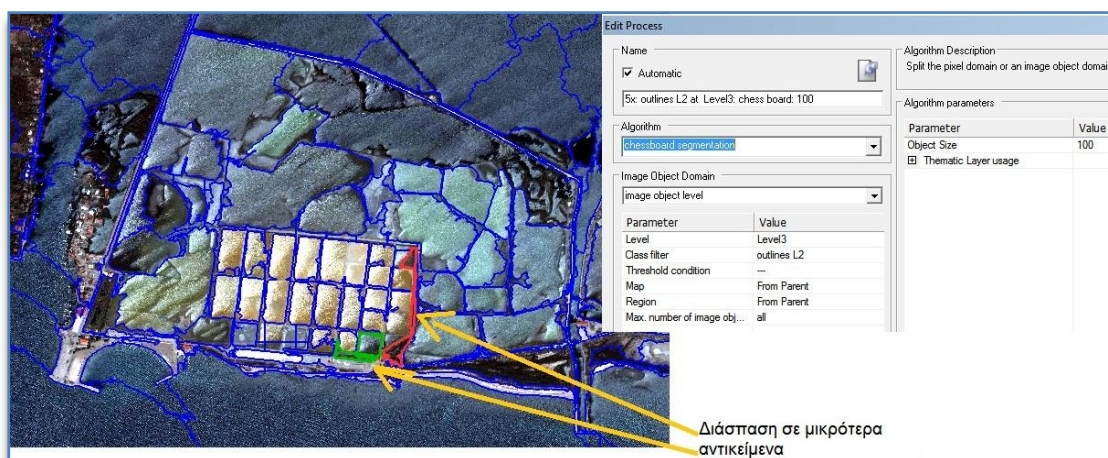 Edit Process
Name
Automatic
5x: outlines L2 at Level3: chess board: 100
Algorithm
chessboard segmentation
Image Object Domain
image object level
Parameter Value
Level Level3
Class filter outlines L2
Threshold condition ---
Map From Parent
Region From Parent
Max. number of image obj... all
Algorithm Description
Split the pixel domain or an image object domai
Algorithm parameters
Parameter Value
Object Size 100
Thematic Layer usage
Διάσπαση σε μικρότερα
αντικείμενα